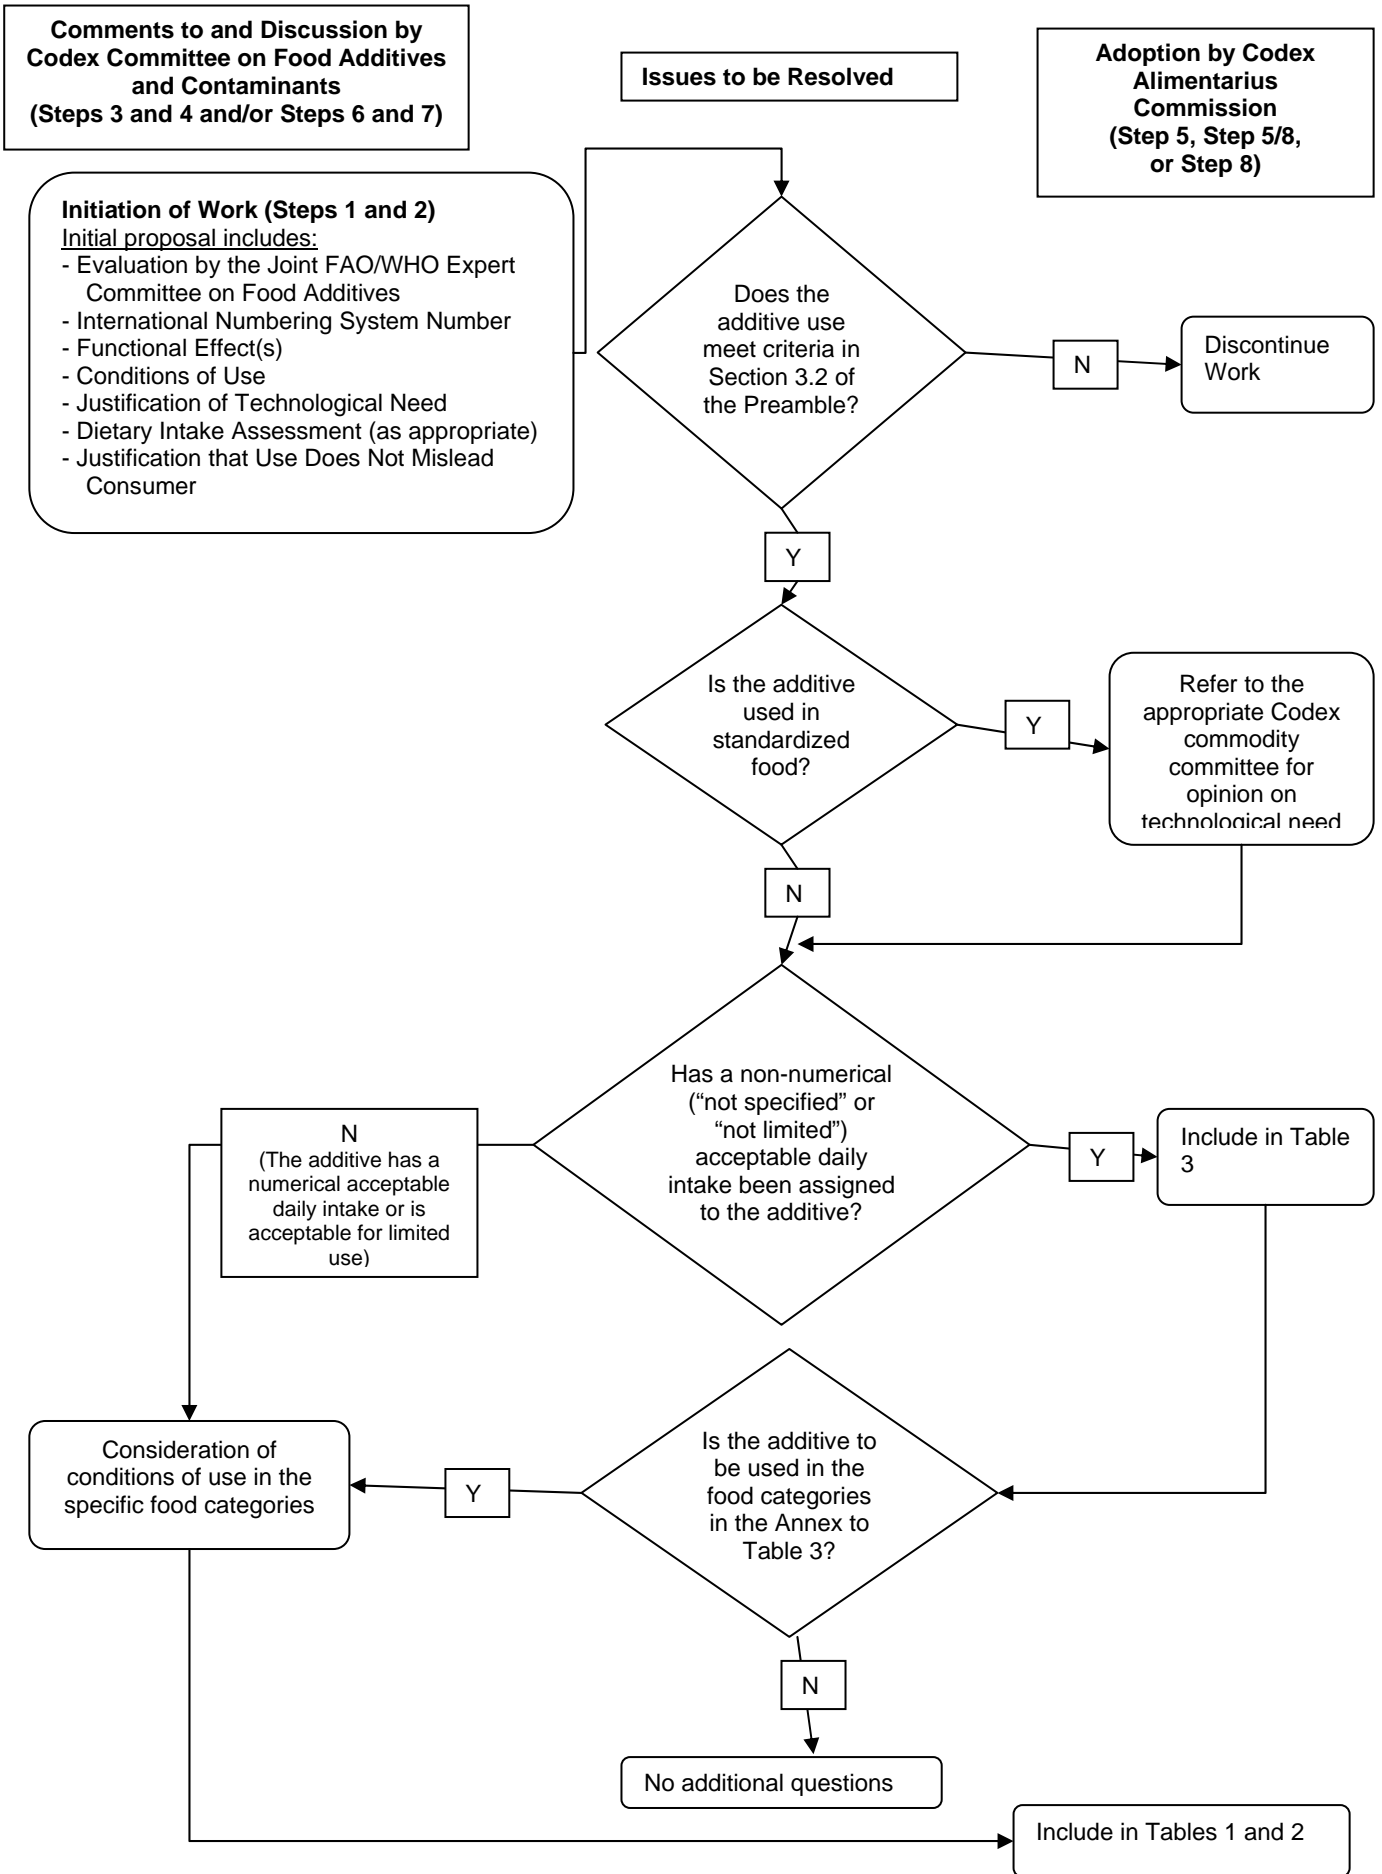 Comments to and Discussion by
Codex Committee on Food Additives
and Contaminants
(Steps 3 and 4 and/or Steps 6 and 7)
Issues to be Resolved
Adoption by Codex
Alimentarius
Commission
(Step 5, Step 5/8,
or Step 8)
Initiation of Work (Steps 1 and 2)
Initial proposal includes:
- Evaluation by the Joint FAO/WHO Expert
Committee on Food Additives
- International Numbering System Number
- Functional Effect(s)
- Conditions of Use
- Justification of Technological Need
- Dietary Intake Assessment (as appropriate)
- Justification that Use Does Not Mislead
Consumer
Does the
additive use
meet criteria in
Section 3.2 of
the Preamble?
N
Discontinue
Work
Y
Is the additive
used in
standardized
food?
Y
Refer to the
appropriate Codex
commodity
committee for
opinion on
technological need
N
Has a non-numerical
(“not specified” or
“not limited”)
acceptable daily
intake been assigned
to the additive?
N
(The additive has a
numerical acceptable
daily intake or is
acceptable for limited
use)
Y
Include in Table
3
Is the additive to
be used in the
food categories
in the Annex to
Table 3?
Y
Consideration of
conditions of use in the
specific food categories
N
No additional questions
Include in Tables 1 and 2